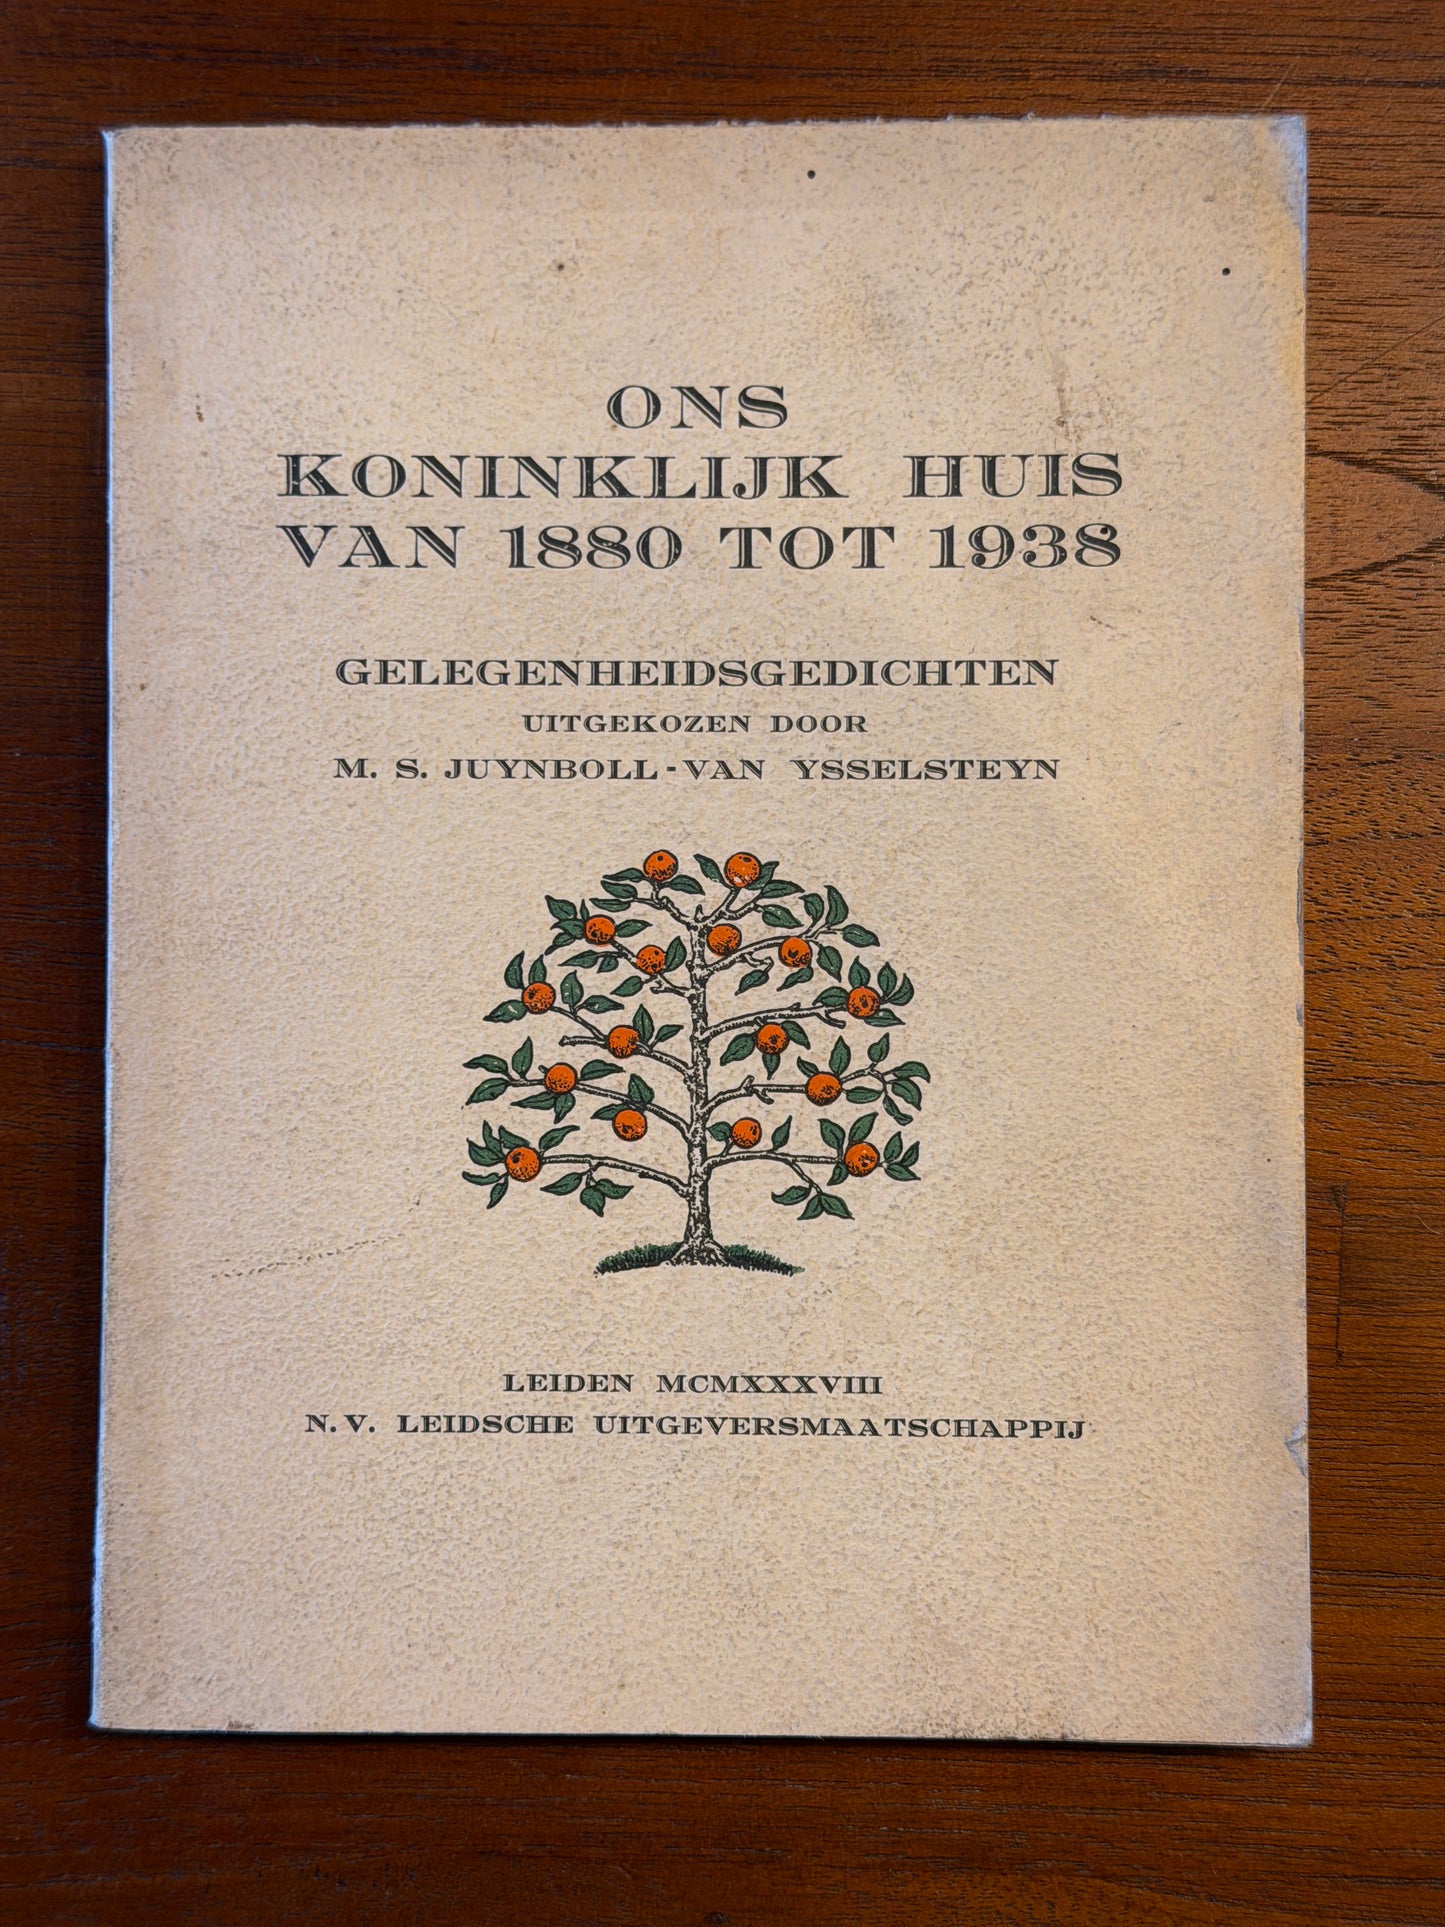 ONS
KONINKLIJK HUIS
VAN 1880 TOT 1938
GELEGENHEIDSGEDICHTEN
UITGEKOZEN DOOR
M. S. JUYNBOLL-VAN YSSELSTEYN
LEIDEN MCMXXXVIII
N.V. LEIDSCHE UITGEVERSMAATSCHAPPIJ